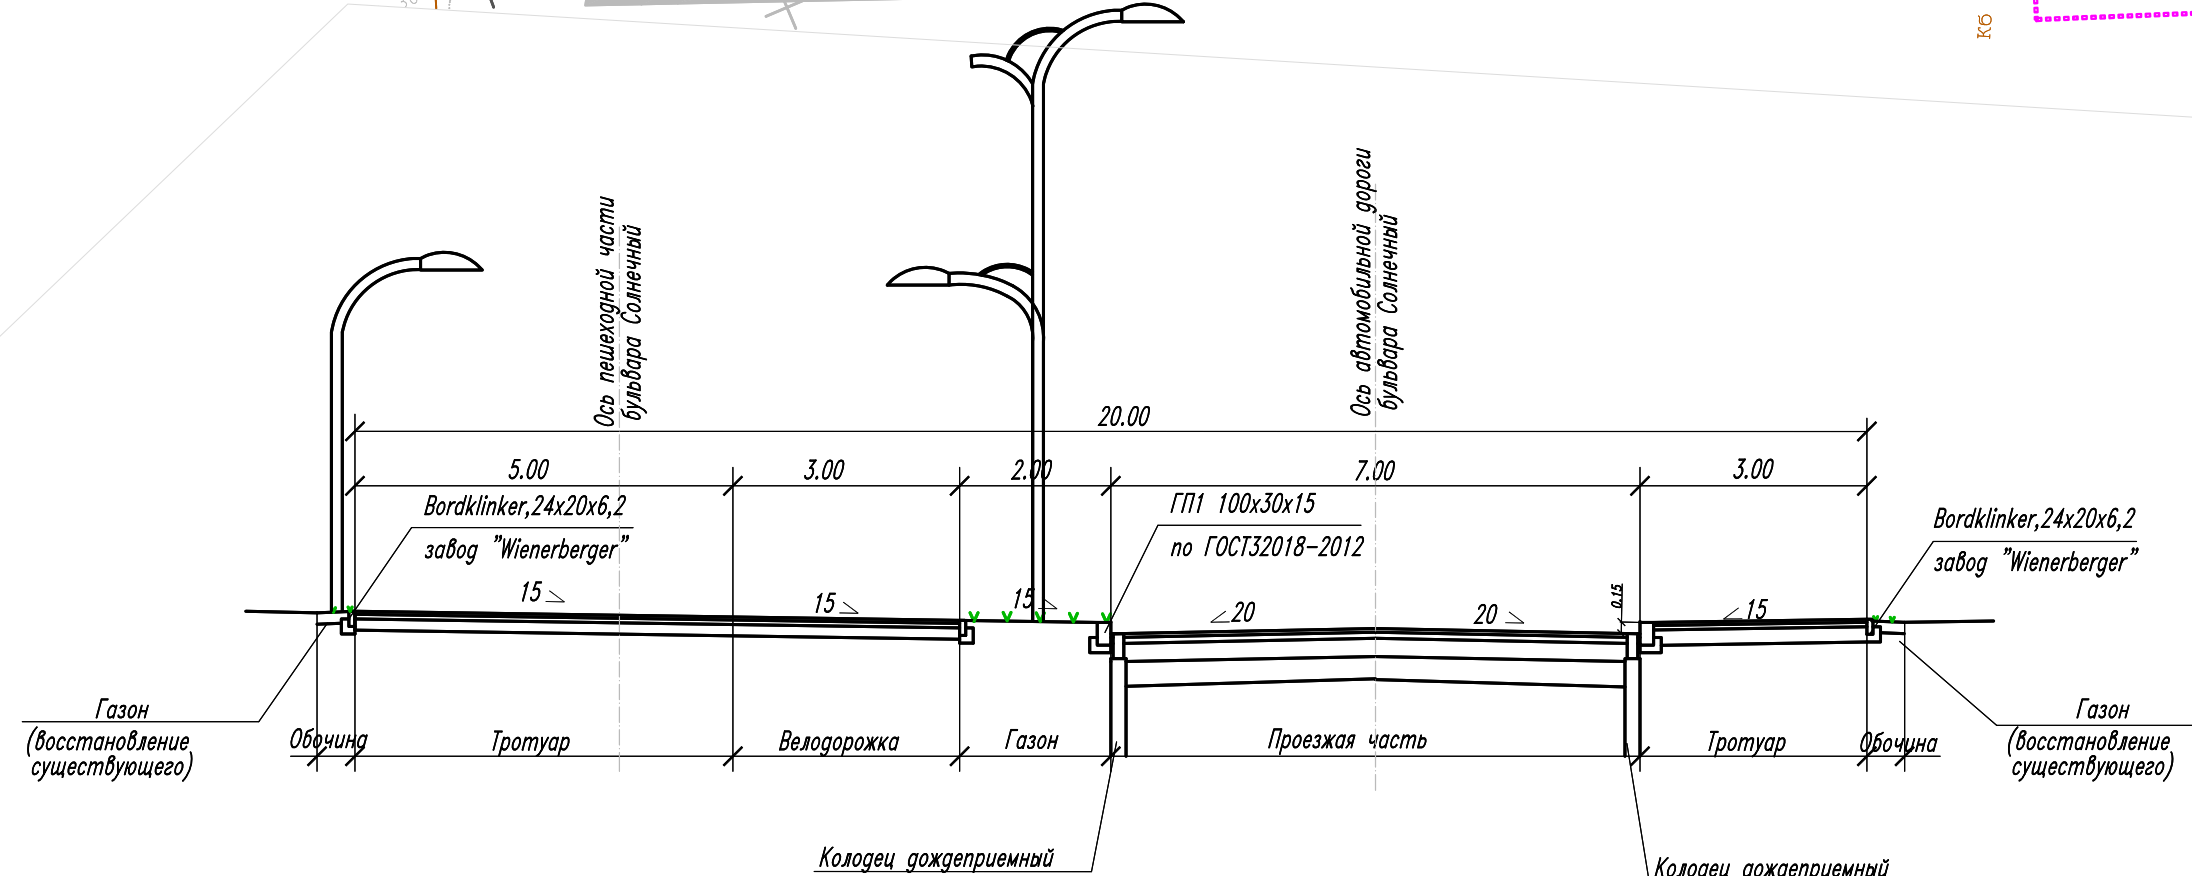 Кб
Ось пешеходной части
бульвара Солнечный
Ось автомобильной дороги
бульвара Солнечный
20.00
5.00
3.00
2.00
7.00
3.00
Bordklinker,24x20x6,2
завод "Wienerberger"
ГП1 100x30x15
по ГОСТ32018-2012
Bordklinker,24x20x6,2
завод "Wienerberger"
15
15
15
20
20
0.15
15
Газон
(восстановление
существующего)
Обочина
Тротуар
Велодорожка
Газон
Проезжая часть
Тротуар
Обочина
Газон
(восстановление
существующего)
Колодец дождеприемный
Колодец дождеприемный